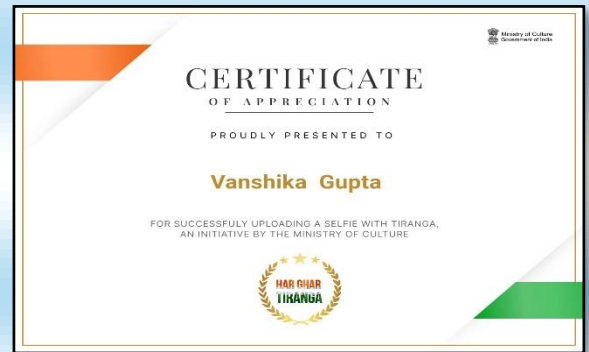 Ministry of Culture
Government of India
CERTIFICATE
OF APPRECIATION
PROUDLY PRESENTED TO
Vanshika Gupta
FOR SUCCESSFULY UPLOADING A SELFIE WITH TIRANGA,
AN INITIATIVE BY THE MINISTRY OF CULTURE
HAR GHAR
TIRANGA